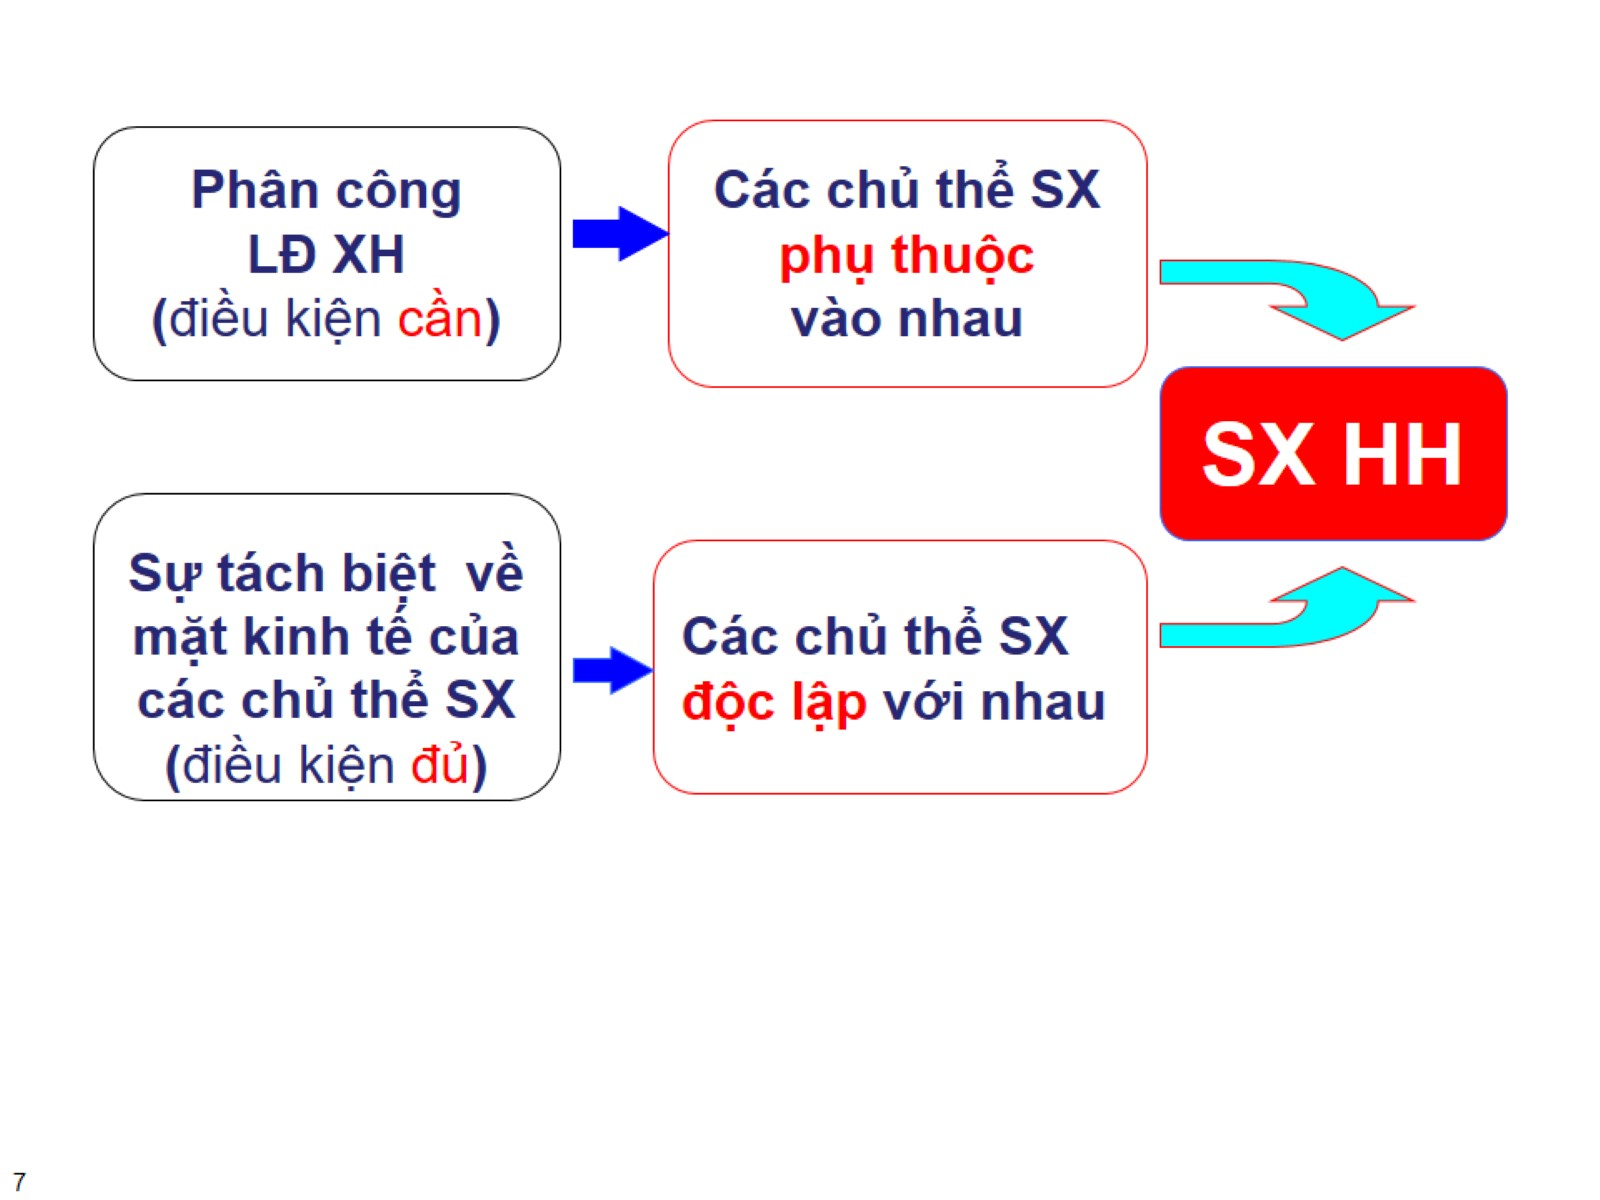 Phân công
LĐ XH
(điều kiện cần)
Các chủ thể SX
phụ thuộc
vào nhau
SX HH
Sự tách biệt  về
mặt kinh tế của
các chủ thể SX
(điều kiện đủ)
Các chủ thể SX
độc lập với nhau
7